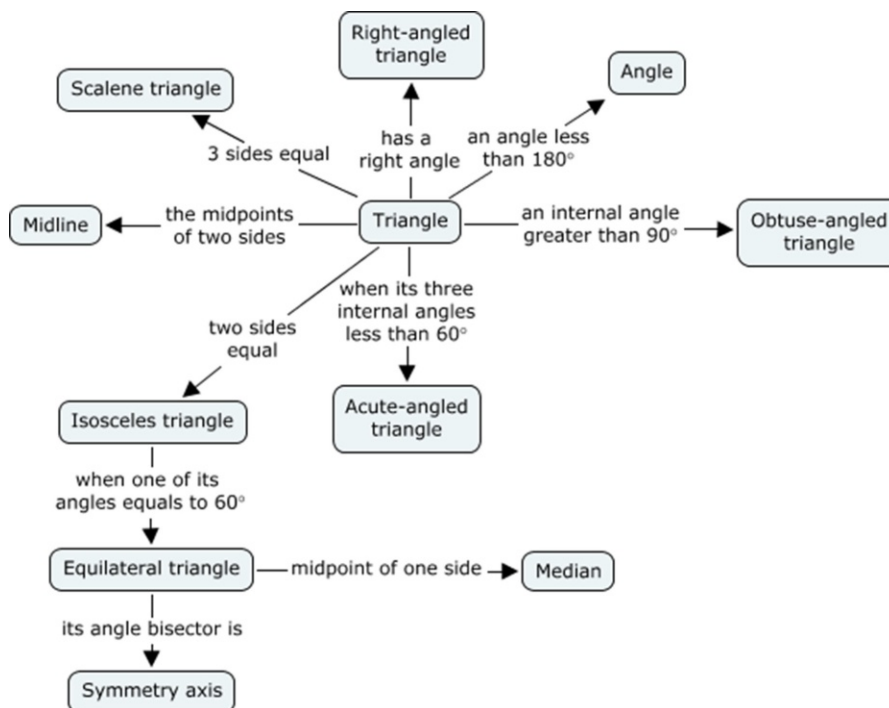 Right-angled
triangle
Scalene triangle
Angle
3 sides equal
has a
right angle
an angle less
than 180°
Midline
the midpoints
of two sides
Triangle
an internal angle
greater than 90°
Obtuse-angled
triangle
two sides
equal
when its three
internal angles
less than 60°
Isosceles triangle
Acute-angled
triangle
when one of its
angles equals to 60°
Equilateral triangle
midpoint of one side
Median
its angle bisector is
Symmetry axis